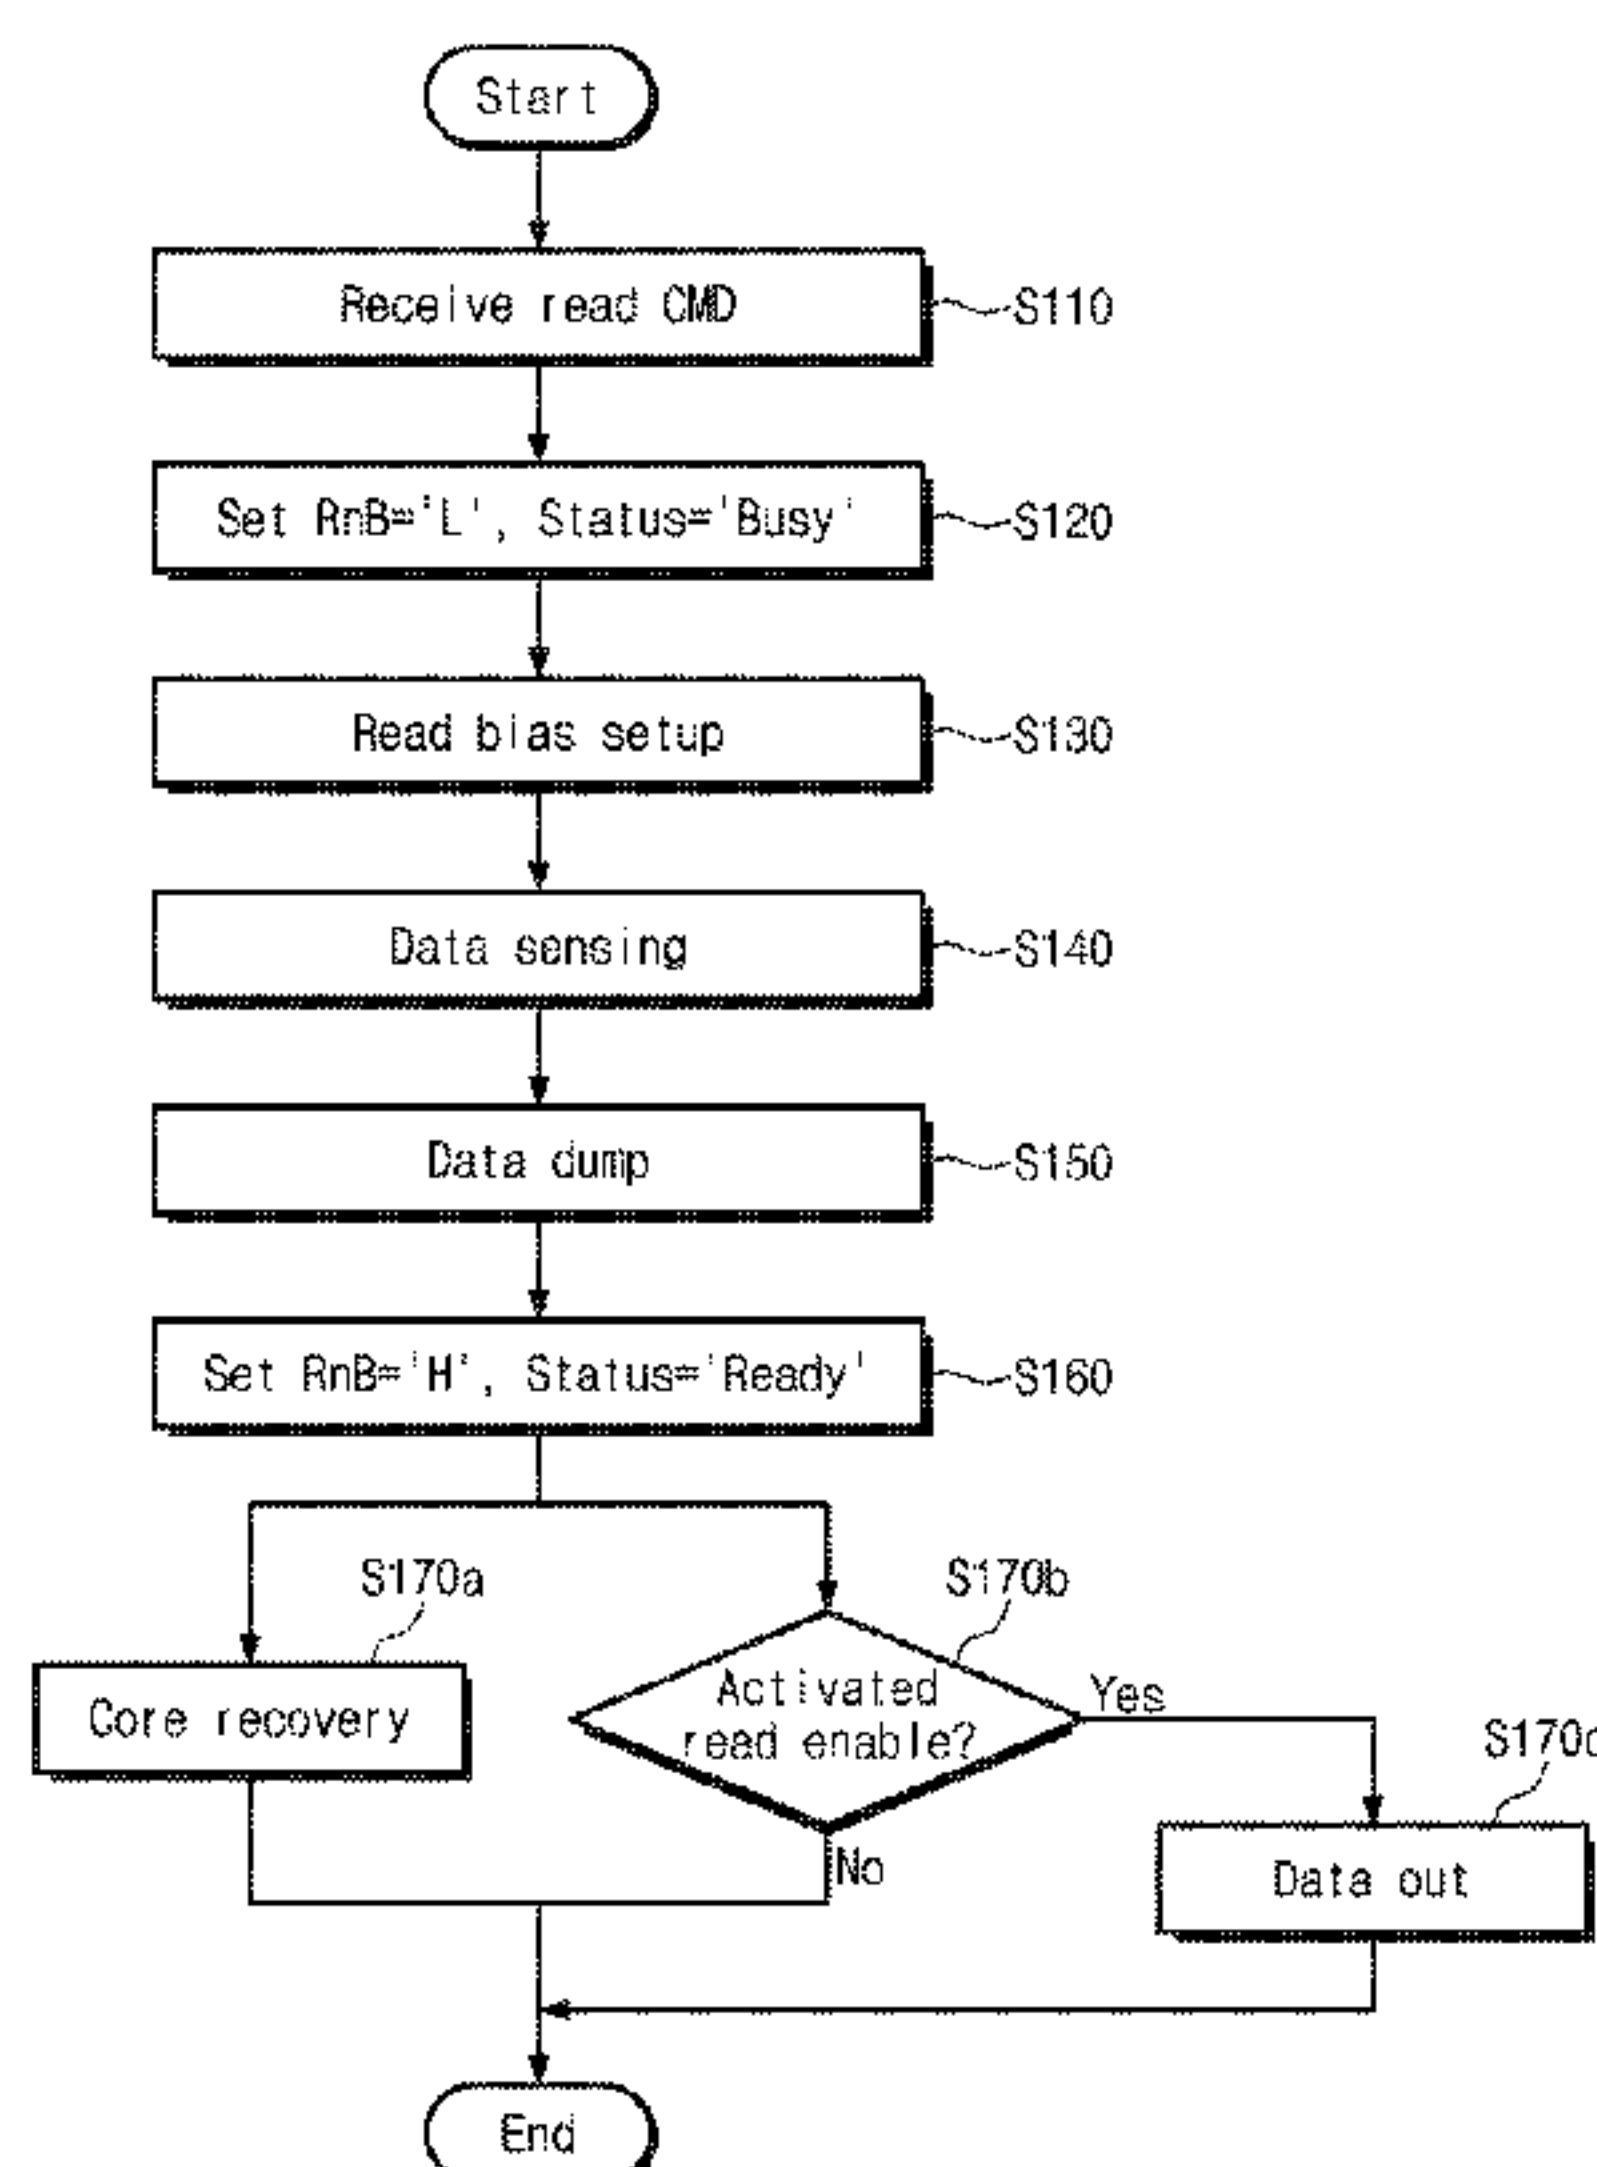 Start
Receive read CMD
S110
Set RnB='L', Status='Busy'
S120
Read bias setup
S130
Data sensing
S140
Data dump
S150
Set RnB='H', Status='Ready'
S160
S170a
S170b
Core recovery
Activated
read enable?
Yes
No
Data out
End